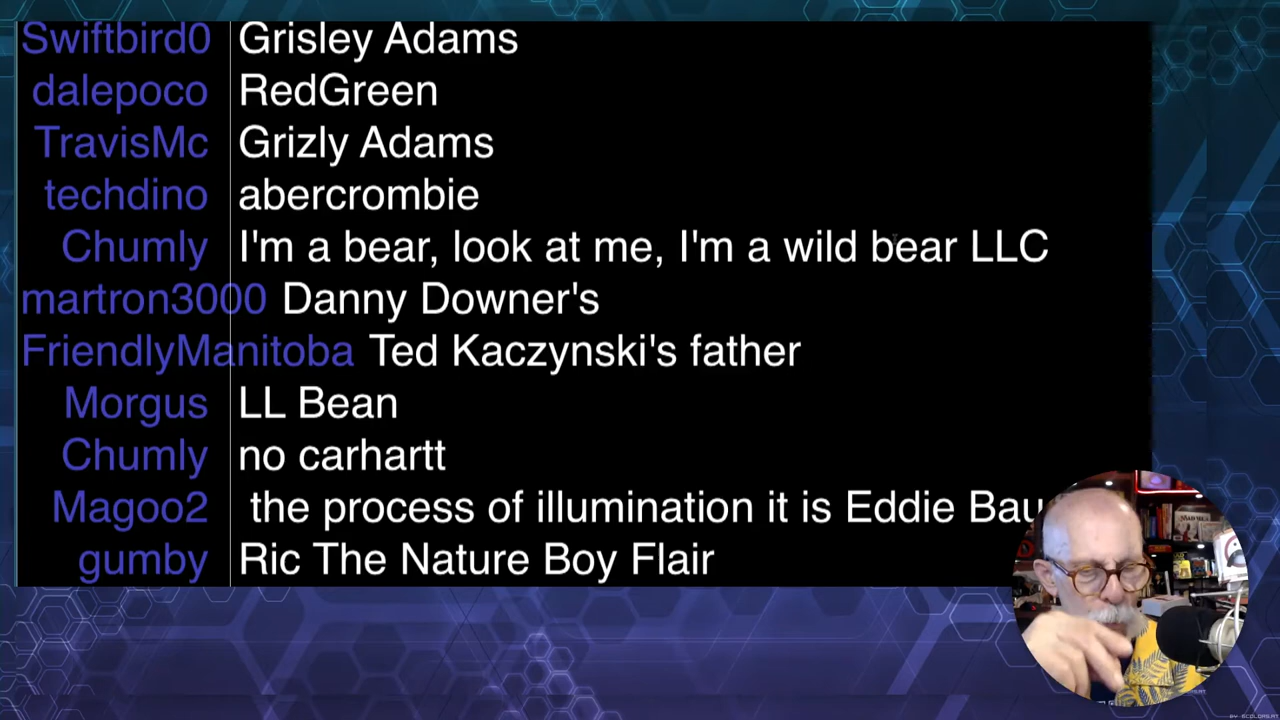 Swiftbird0 Grisley Adams
dalepoco RedGreen
TravisMc Grizly Adams
techdino abercrombie
Chumly I'm a bear, look at me, I'm a wild bear LLC
martron3000 Danny Downer's
FriendlyManitoba Ted Kaczynski's father
Morgus LL Bean
Chumly no carhartt
Magoo2 the process of illumination it is Eddie Bau
gumby Ric The Nature Boy Flair